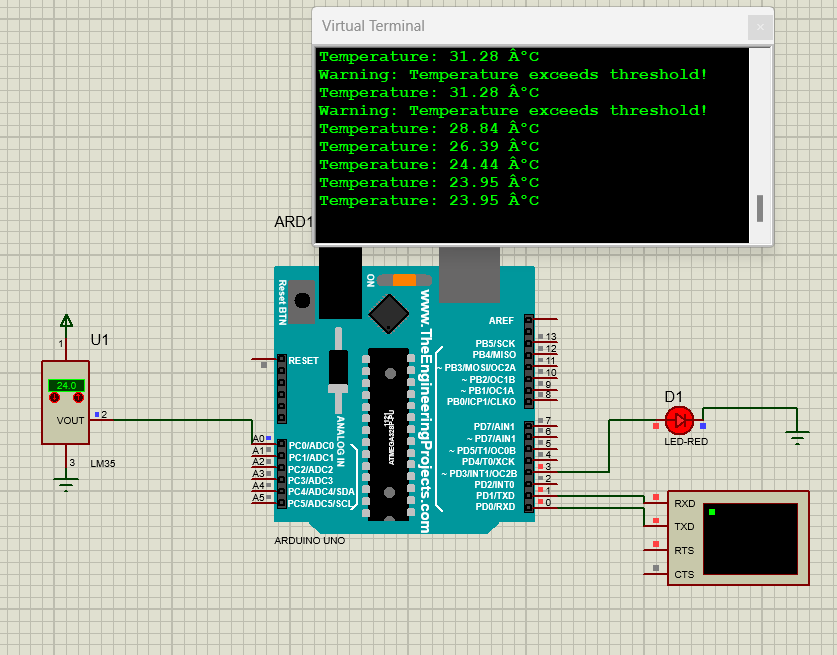 Virtual Terminal
Temperature: 31.28 Â°C
Warning: Temperature exceeds threshold!
Temperature: 31.28 Â°C
Warning: Temperature exceeds threshold!
Temperature: 28.84 Â°C
Temperature: 26.39 Â°C
Temperature: 24.44 Â°C
Temperature: 23.95 Â°C
Temperature: 23.95 Â°C
ARD1
Reset BTN
ON
www.TheEngineeringProjects.com
AREF
PB5/SCK 13
PB4/MISO 12
~ PB3/MOSI/OC2A 11
~ PB2/OC1B 10
~ PB1/OC1A 9
PB0/ICP1/CLKO 8
RESET
PD7/AIN1 7
~ PD7/AIN1 6
~ PD5/T1/OC0B 5
PD4/T0/XCK 4
~ PD3/INT1/OC2B 3
PD2/INT0 2
PD1/TXD 1
PD0/RXD 0
ANALOG IN
A0 PC0/ADC0
A1 PC1/ADC1
A2 PC2/ADC2
A3 PC3/ADC3
A4 PC4/ADC4/SDA
A5 PC5/ADC5/SCL
ARDUINO UNO
U1
1
24.0
VOUT 2
3
LM35
D1
LED-RED
RXD
TXD
RTS
CTS